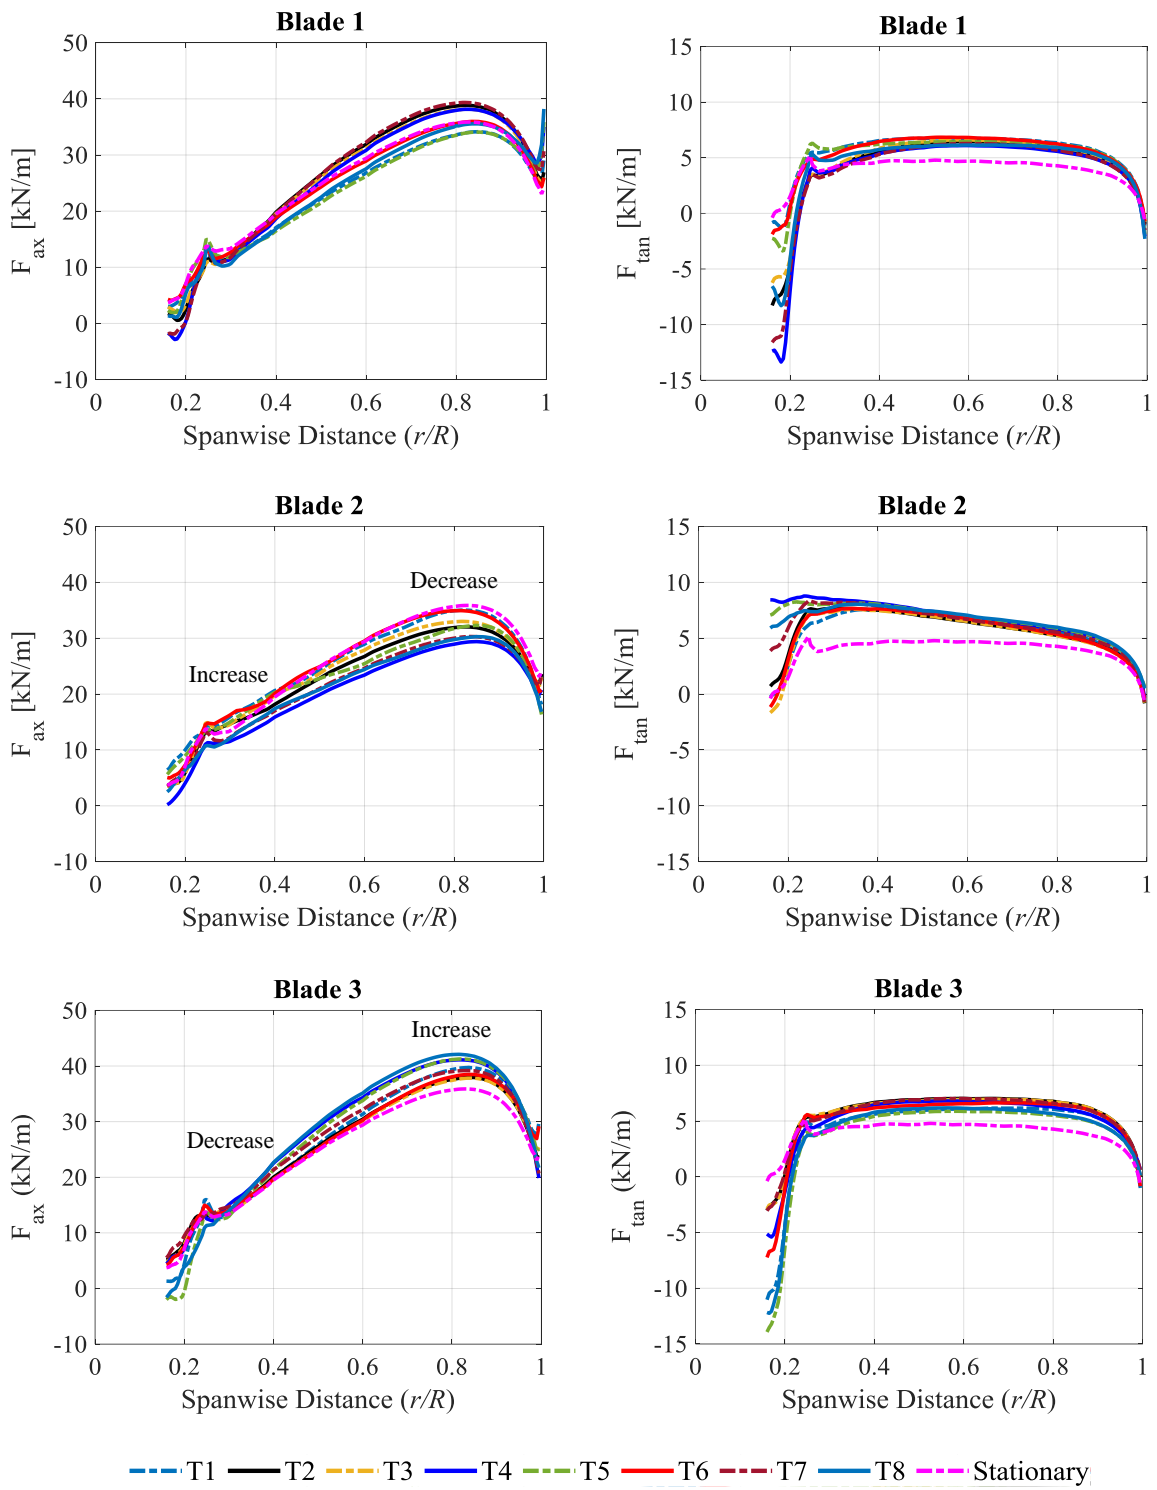 Blade 1
50
40
30
20
10
0
-10
0 0.2 0.4 0.6 0.8 1
F_ax [kN/m]
Spanwise Distance (r/R)
Blade 1
15
10
5
0
-5
-10
-15
0 0.2 0.4 0.6 0.8 1
F_tan [kN/m]
Spanwise Distance (r/R)
Blade 2
50
40
30
20
10
0
-10
0 0.2 0.4 0.6 0.8 1
F_ax [kN/m]
Decrease
Increase
Spanwise Distance (r/R)
Blade 2
15
10
5
0
-5
-10
-15
0 0.2 0.4 0.6 0.8 1
F_tan [kN/m]
Spanwise Distance (r/R)
Blade 3
50
40
30
20
10
0
-10
0 0.2 0.4 0.6 0.8 1
F_ax (kN/m)
Increase
Decrease
Spanwise Distance (r/R)
Blade 3
15
10
5
0
-5
-10
-15
0 0.2 0.4 0.6 0.8 1
F_tan (kN/m)
Spanwise Distance (r/R)
T1 T2 T3 T4 T5 T6 T7 T8 Stationary